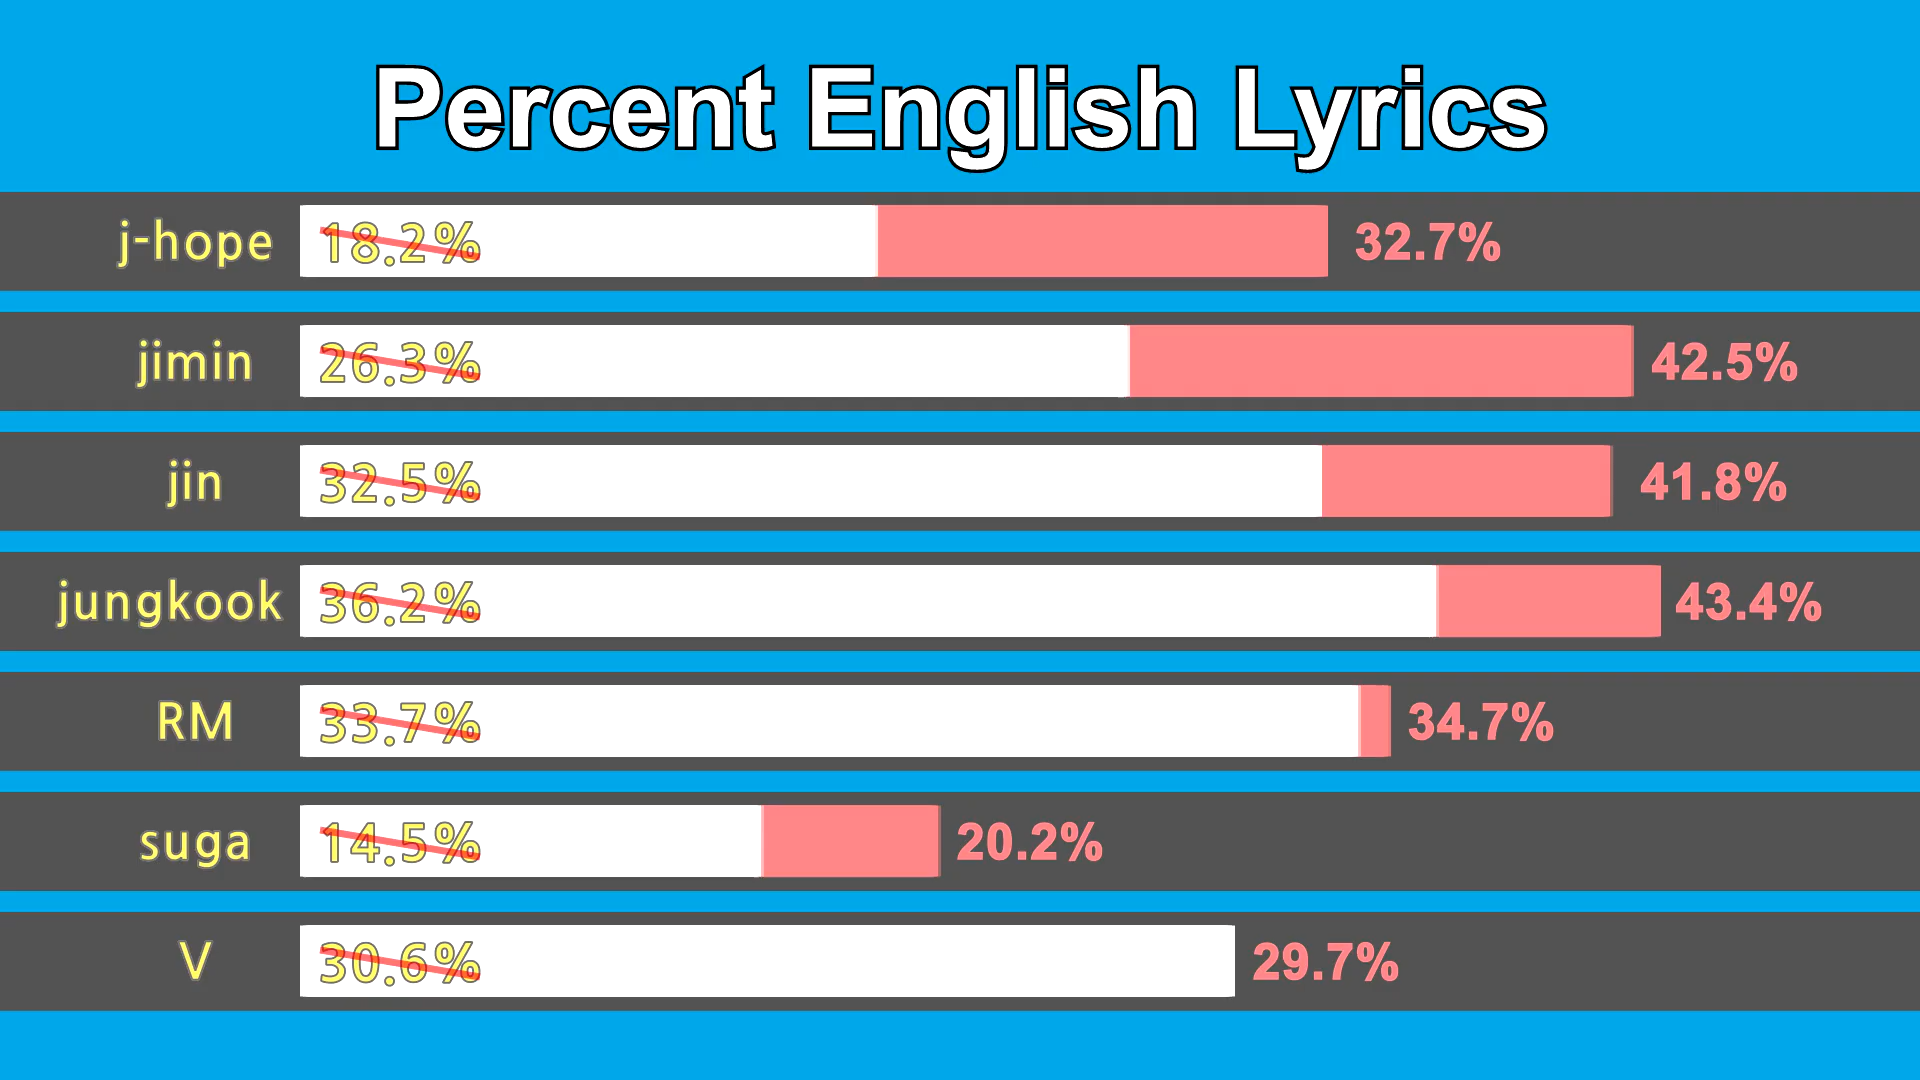 Percent English Lyrics
j-hope 18.2% 32.7%
jimin 26.3% 42.5%
jin 32.5% 41.8%
jungkook 36.2% 43.4%
RM 33.7% 34.7%
suga 14.5% 20.2%
V 30.6% 29.7%